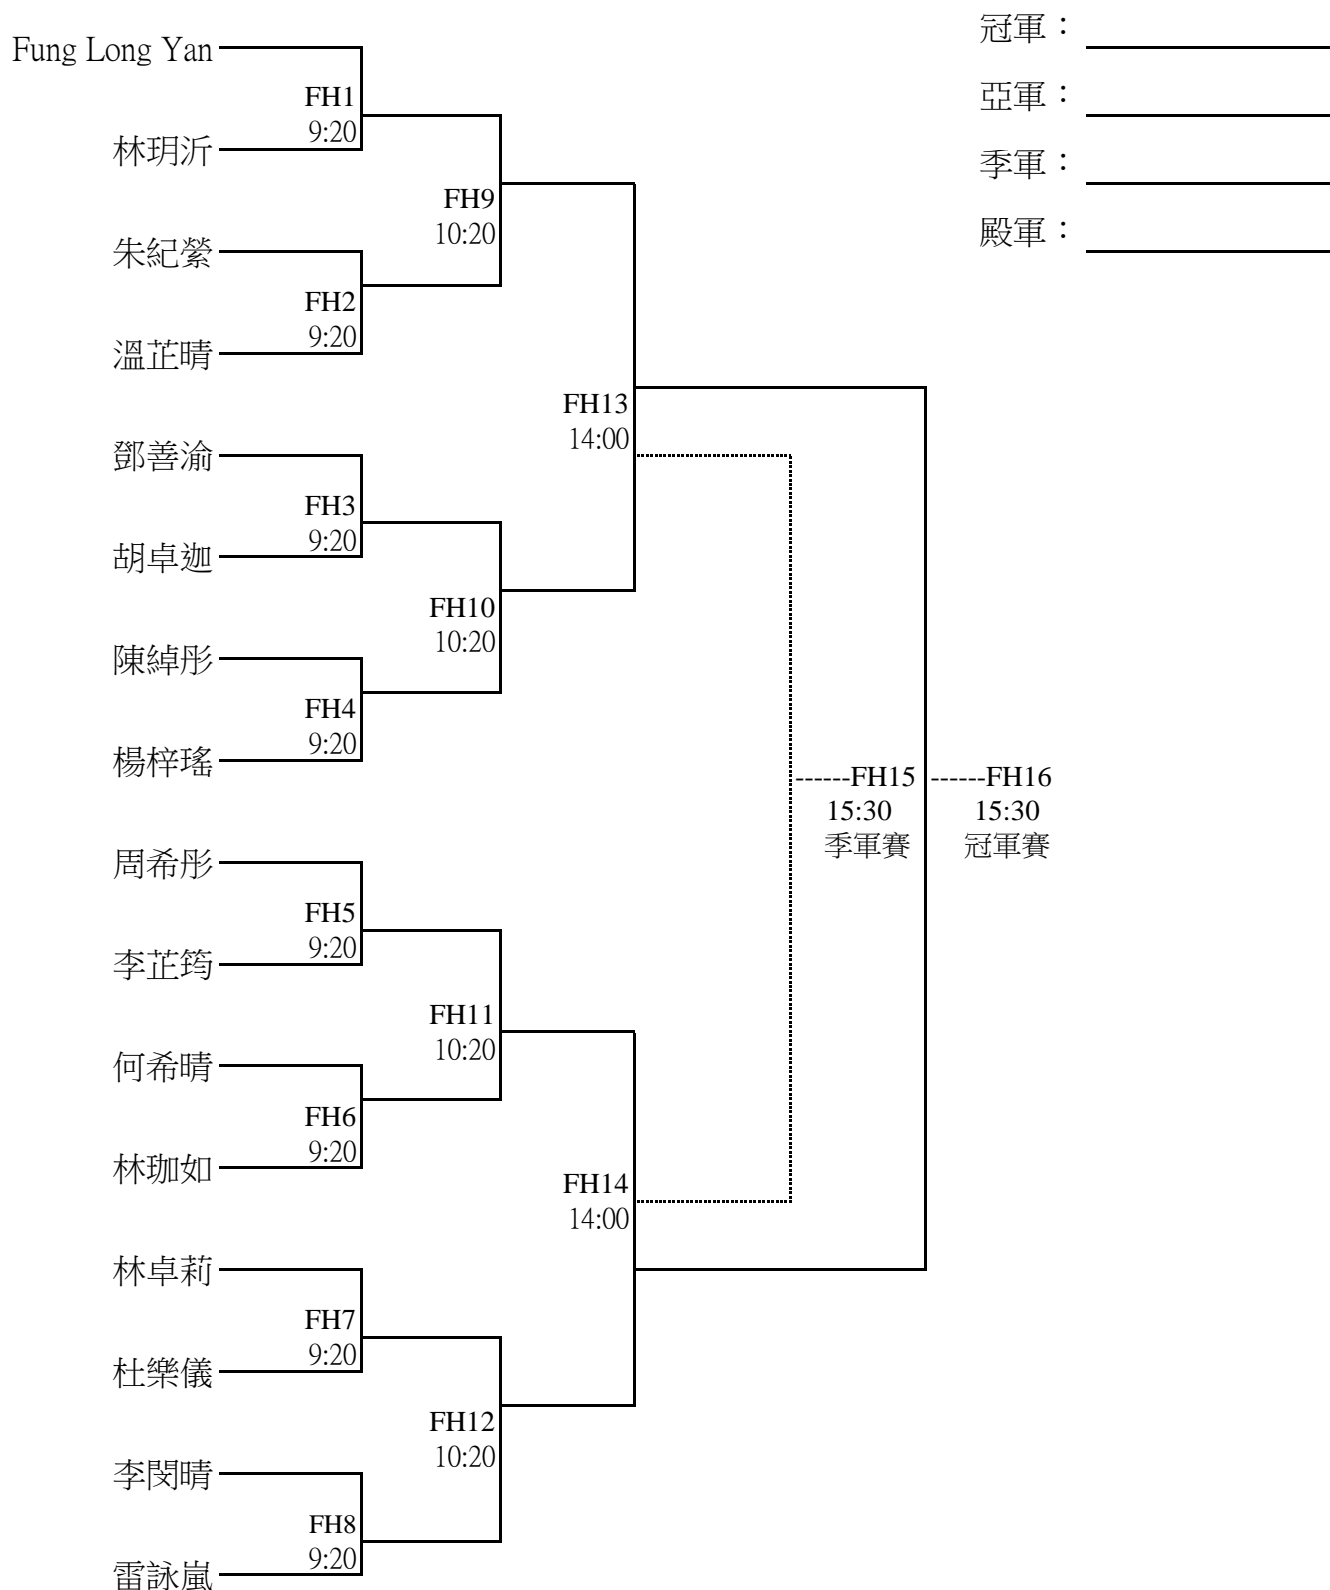 冠軍：
Fung Long Yan
亞軍：
FH1
9:20
林玥沂
季軍：
FH9
10:20
殿軍：
朱紀縈
FH2
9:20
溫芷晴
FH13
14:00
鄧善渝
FH3
9:20
胡卓迦
FH10
10:20
陳綽彤
FH4
9:20
楊梓瑤
------FH15
15:30
季軍賽
------FH16
15:30
冠軍賽
周希彤
FH5
9:20
李芷筠
FH11
10:20
何希晴
FH6
9:20
林珈如
FH14
14:00
林卓莉
FH7
9:20
杜樂儀
FH12
10:20
李閔晴
FH8
9:20
雷詠嵐